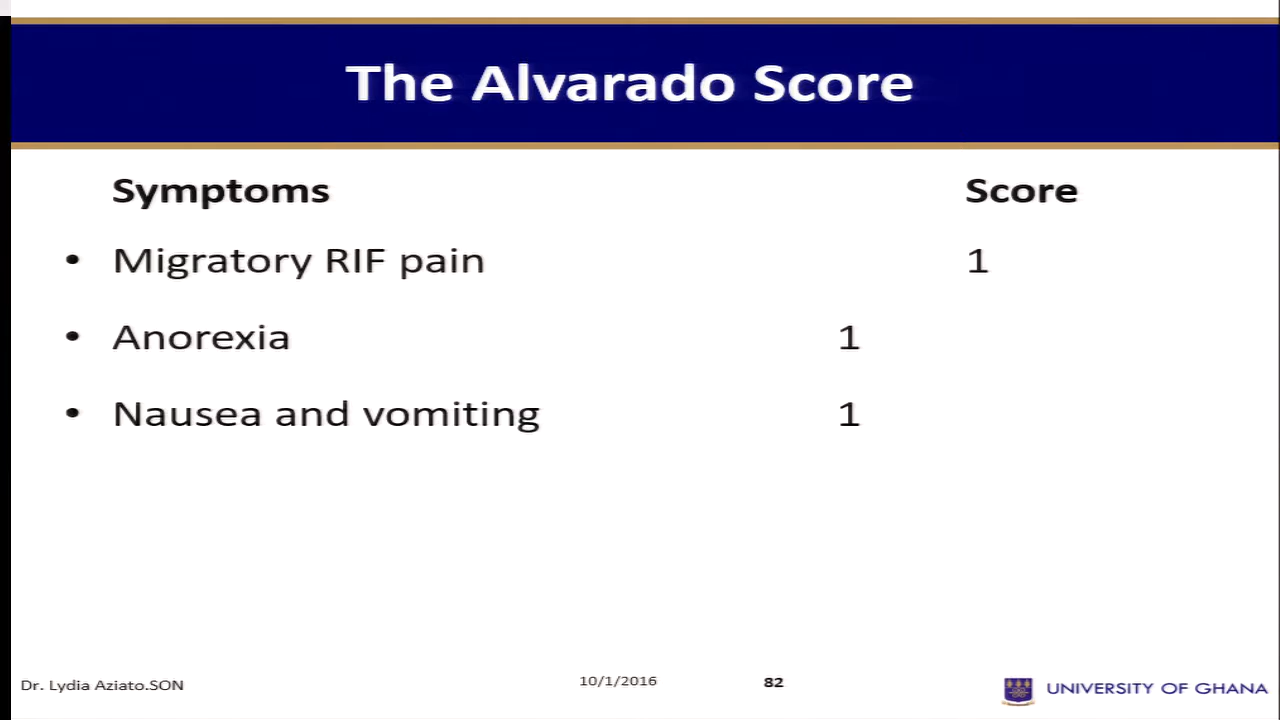 The Alvarado Score
Symptoms Score
• Migratory RIF pain 1
• Anorexia 1
• Nausea and vomiting 1
Dr. Lydia Aziato.SON 10/1/2016 82 UNIVERSITY OF GHANA